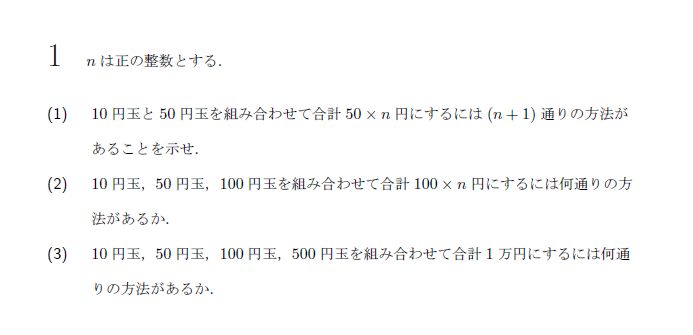 1 nは正の整数とする.
(1) 10 円玉と 50 円玉を組み合わせて合計 50 × n 円にするには (n + 1) 通りの方法が
あることを示せ.
(2) 10 円玉，50 円玉，100 円玉を組み合わせて合計 100 × n 円にするには何通りの方
法があるか.
(3) 10 円玉，50 円玉，100 円玉，500 円玉を組み合わせて合計 1 万円にするには何通
りの方法があるか.